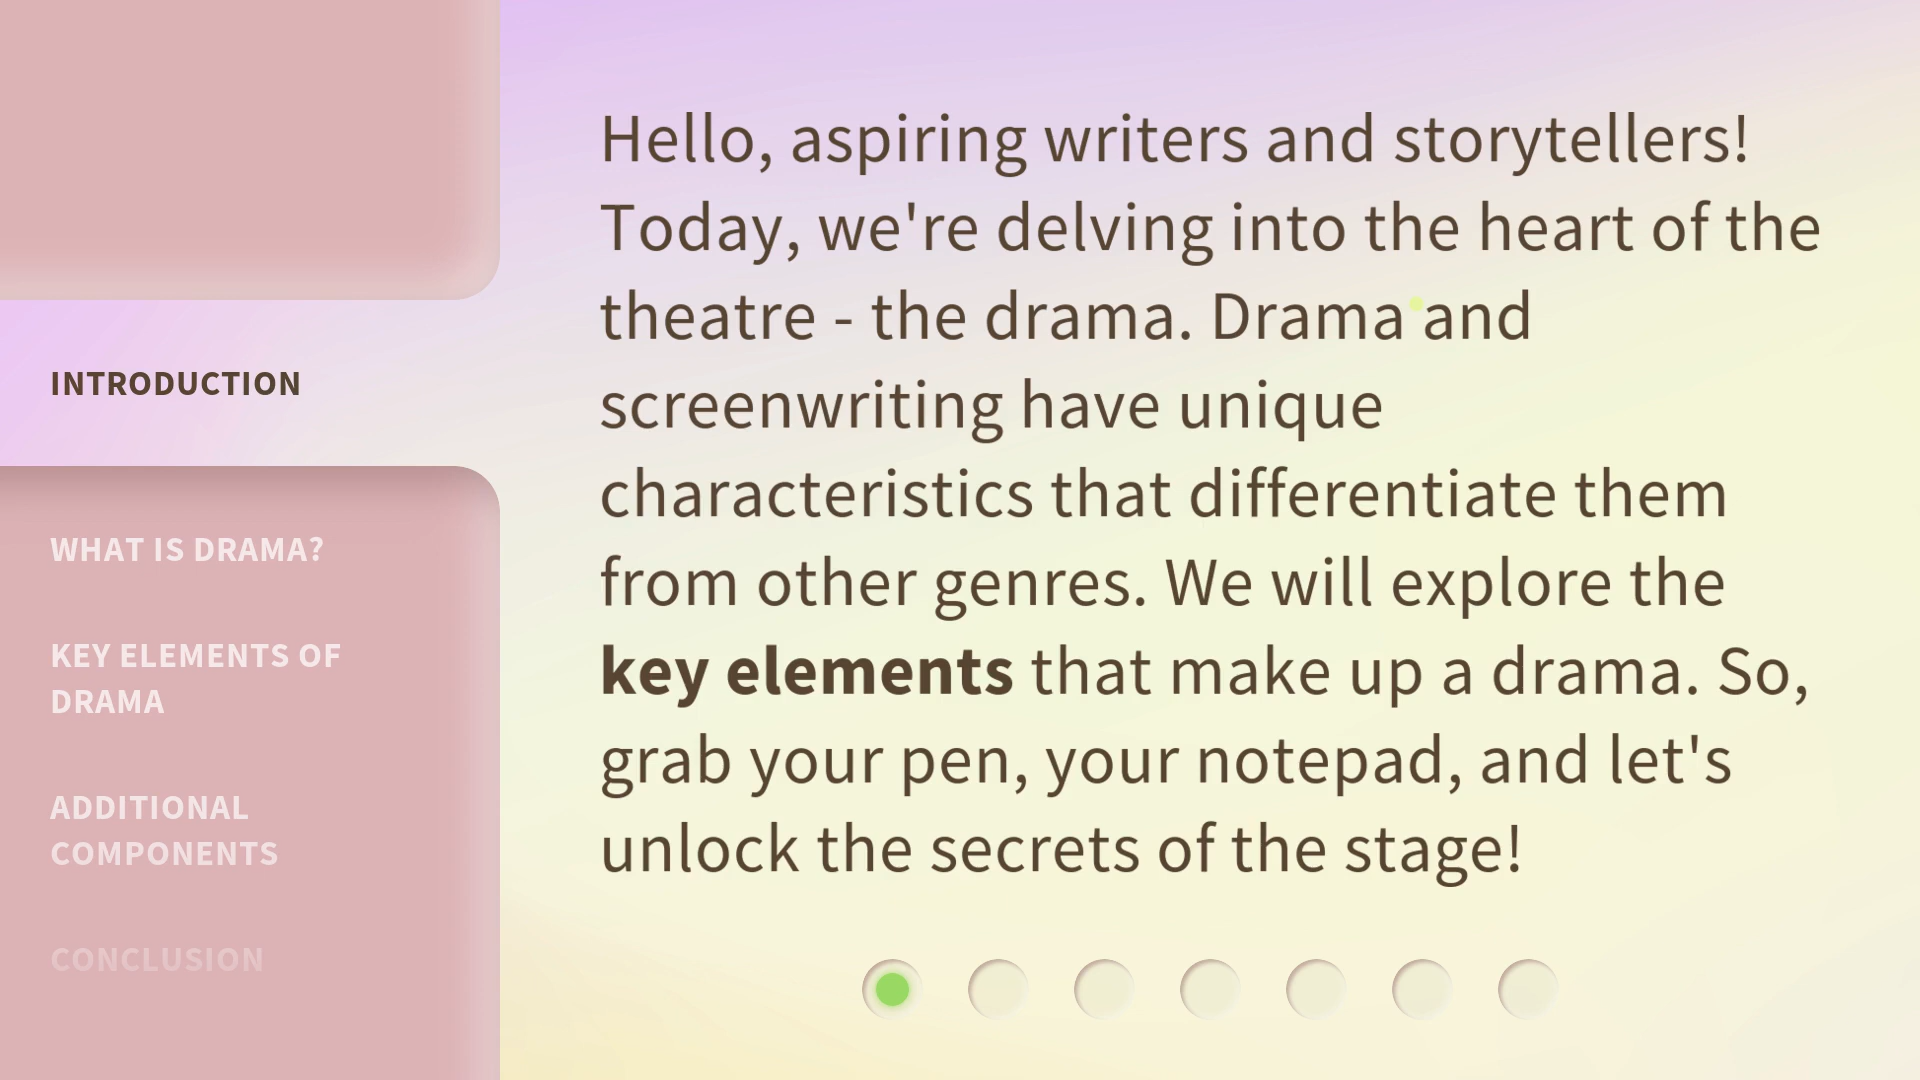 INTRODUCTION
WHAT IS DRAMA?
KEY ELEMENTS OF
DRAMA
ADDITIONAL
COMPONENTS
CONCLUSION
Hello, aspiring writers and storytellers!
Today, we're delving into the heart of the
theatre - the drama. Drama and
screenwriting have unique
characteristics that differentiate them
from other genres. We will explore the
key elements that make up a drama. So,
grab your pen, your notepad, and let's
unlock the secrets of the stage!